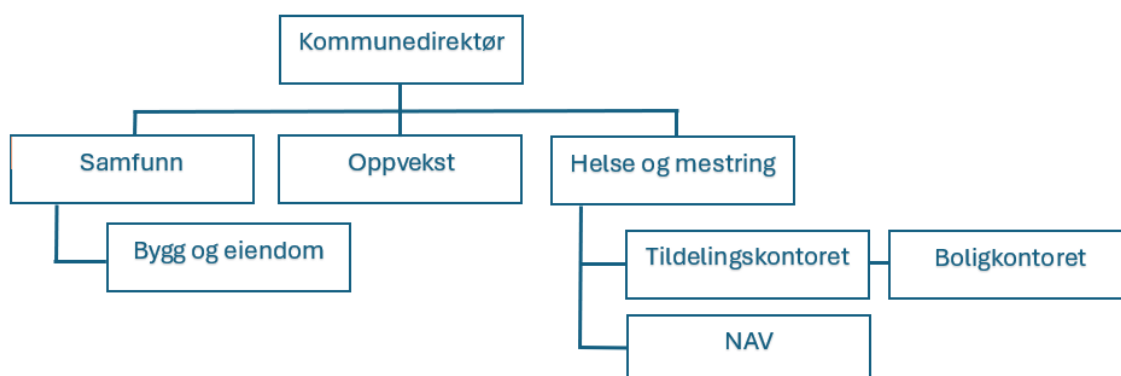 Kommunedirektør
Samfunn
Oppvekst
Helse og mestring
Bygg og eiendom
Tildelingskontoret
Boligkontoret
NAV